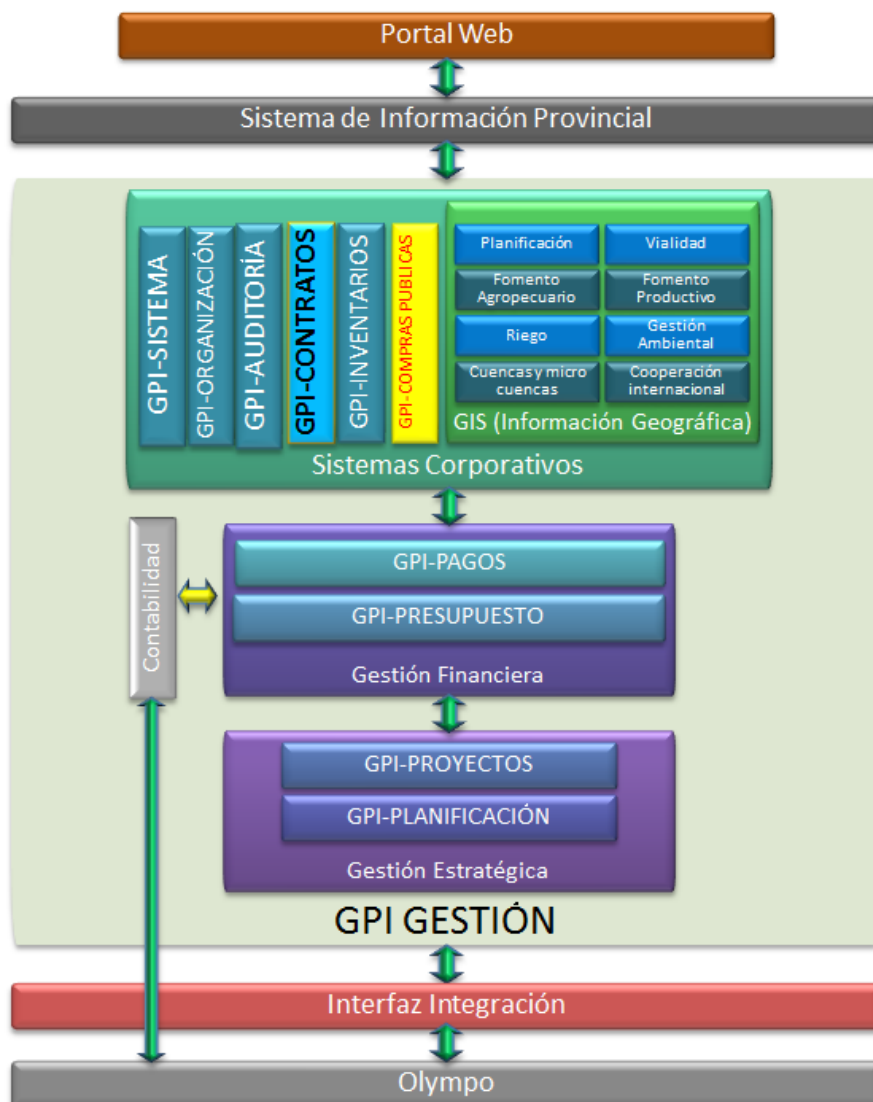 Portal Web
Sistema de Información Provincial
GPI-SISTEMA
GPI-ORGANIZACIÓN
GPI-AUDITORÍA
GPI-CONTRATOS
GPI-INVENTARIOS
GPI-COMPRAS PUBLICAS
Planificación
Vialidad
Fomento
Agropecuario
Fomento
Productivo
Riego
Gestión
Ambiental
Cuencas y micro
cuencas
Cooperación
internacional
GIS (Información Geográfica)
Sistemas Corporativos
Contabilidad
GPI-PAGOS
GPI-PRESUPUESTO
Gestión Financiera
GPI-PROYECTOS
GPI-PLANIFICACIÓN
Gestión Estratégica
GPI GESTIÓN
Interfaz Integración
Olympo